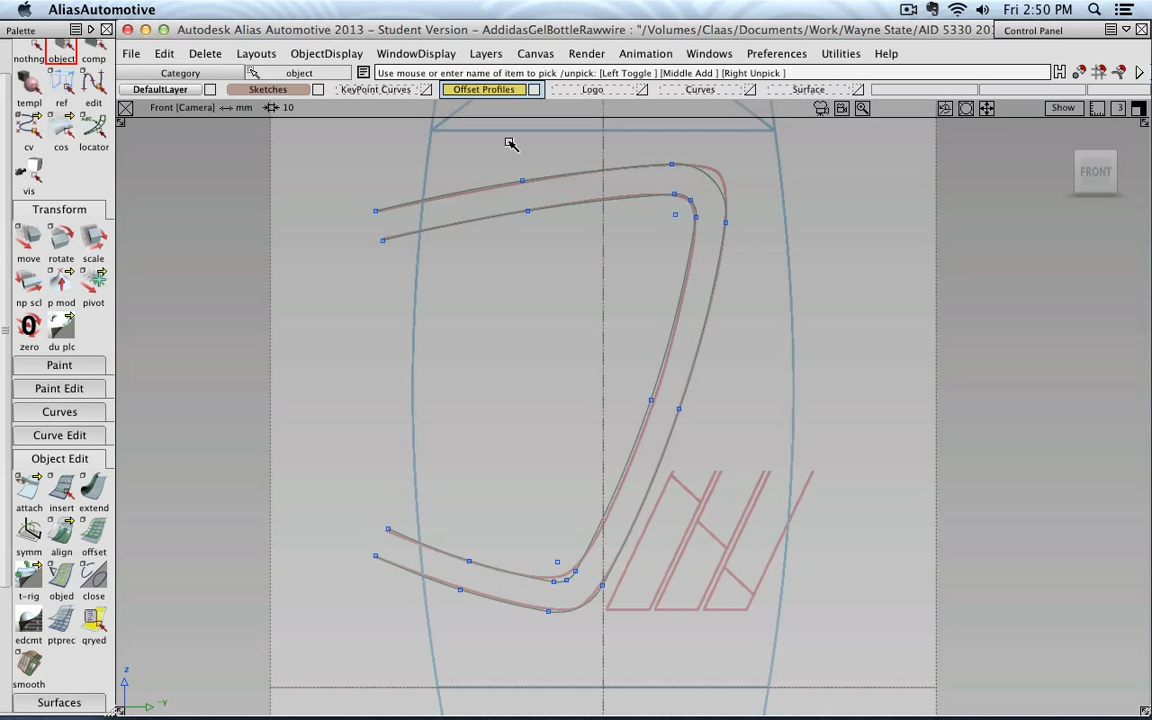 AliasAutomotive
Fri 2:50 PM
Palette
Autodesk Alias Automotive 2013 - Student Version - AddidasGelBottleRawwire : "/Volumes/Claas/Documents/Work/Wayne State/AID 5330 201
Control Panel
File Edit Delete Layouts ObjectDisplay WindowDisplay Layers Canvas Render Animation Windows Preferences Utilities Help
nothng object comp
Category object Use mouse or enter name of item to pick /unpick: [Left Toggle ] [Middle Add ] [Right Unpick ]
DefaultLayer Sketches KeyPoint Curves Offset Profiles Logo Curves Surface
templ ref edit
Front [Camera] mm 10 Show 3
cv cos locator
FRONT
vis
Transform
move rotate scale
np scl p mod pivot
0
zero du plc
Paint
Paint Edit
Curves
Curve Edit
Object Edit
attach insert extend
symm align offset
t-rig objed close
edcmt ptprec qryed
smooth
Surfaces
z
-y